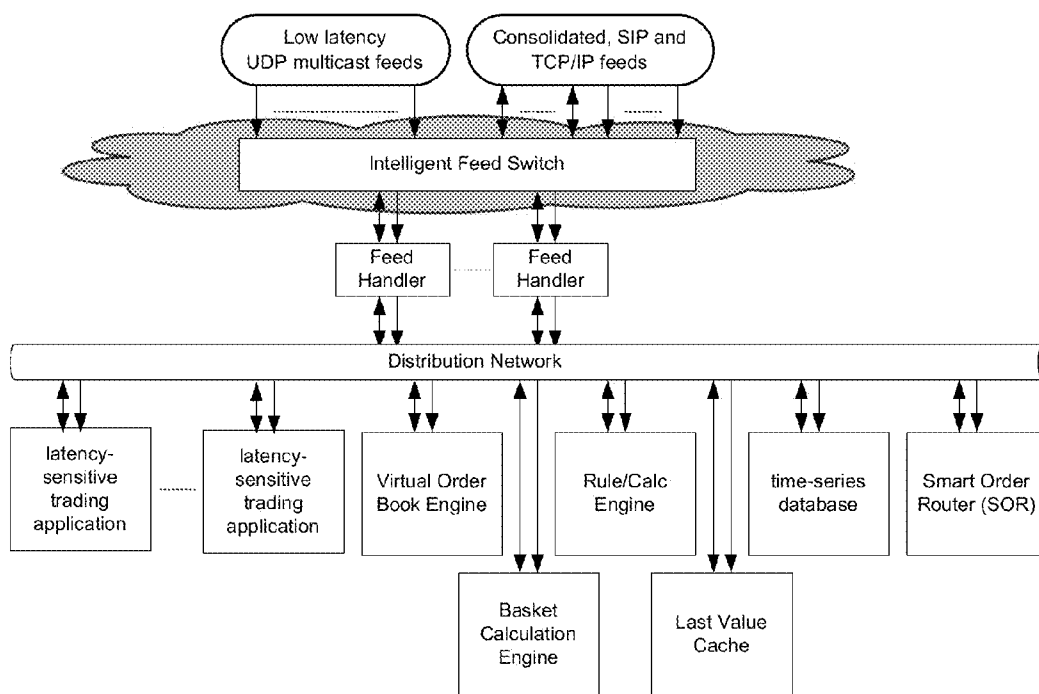 Low latency
UDP multicast feeds
Consolidated, SIP and
TCP/IP feeds
Intelligent Feed Switch
Feed
Handler
Feed
Handler
Distribution Network
latency-
sensitive
trading
application
latency-
sensitive
trading
application
Virtual Order
Book Engine
Rule/Calc
Engine
time-series
database
Smart Order
Router (SOR)
Basket
Calculation
Engine
Last Value
Cache